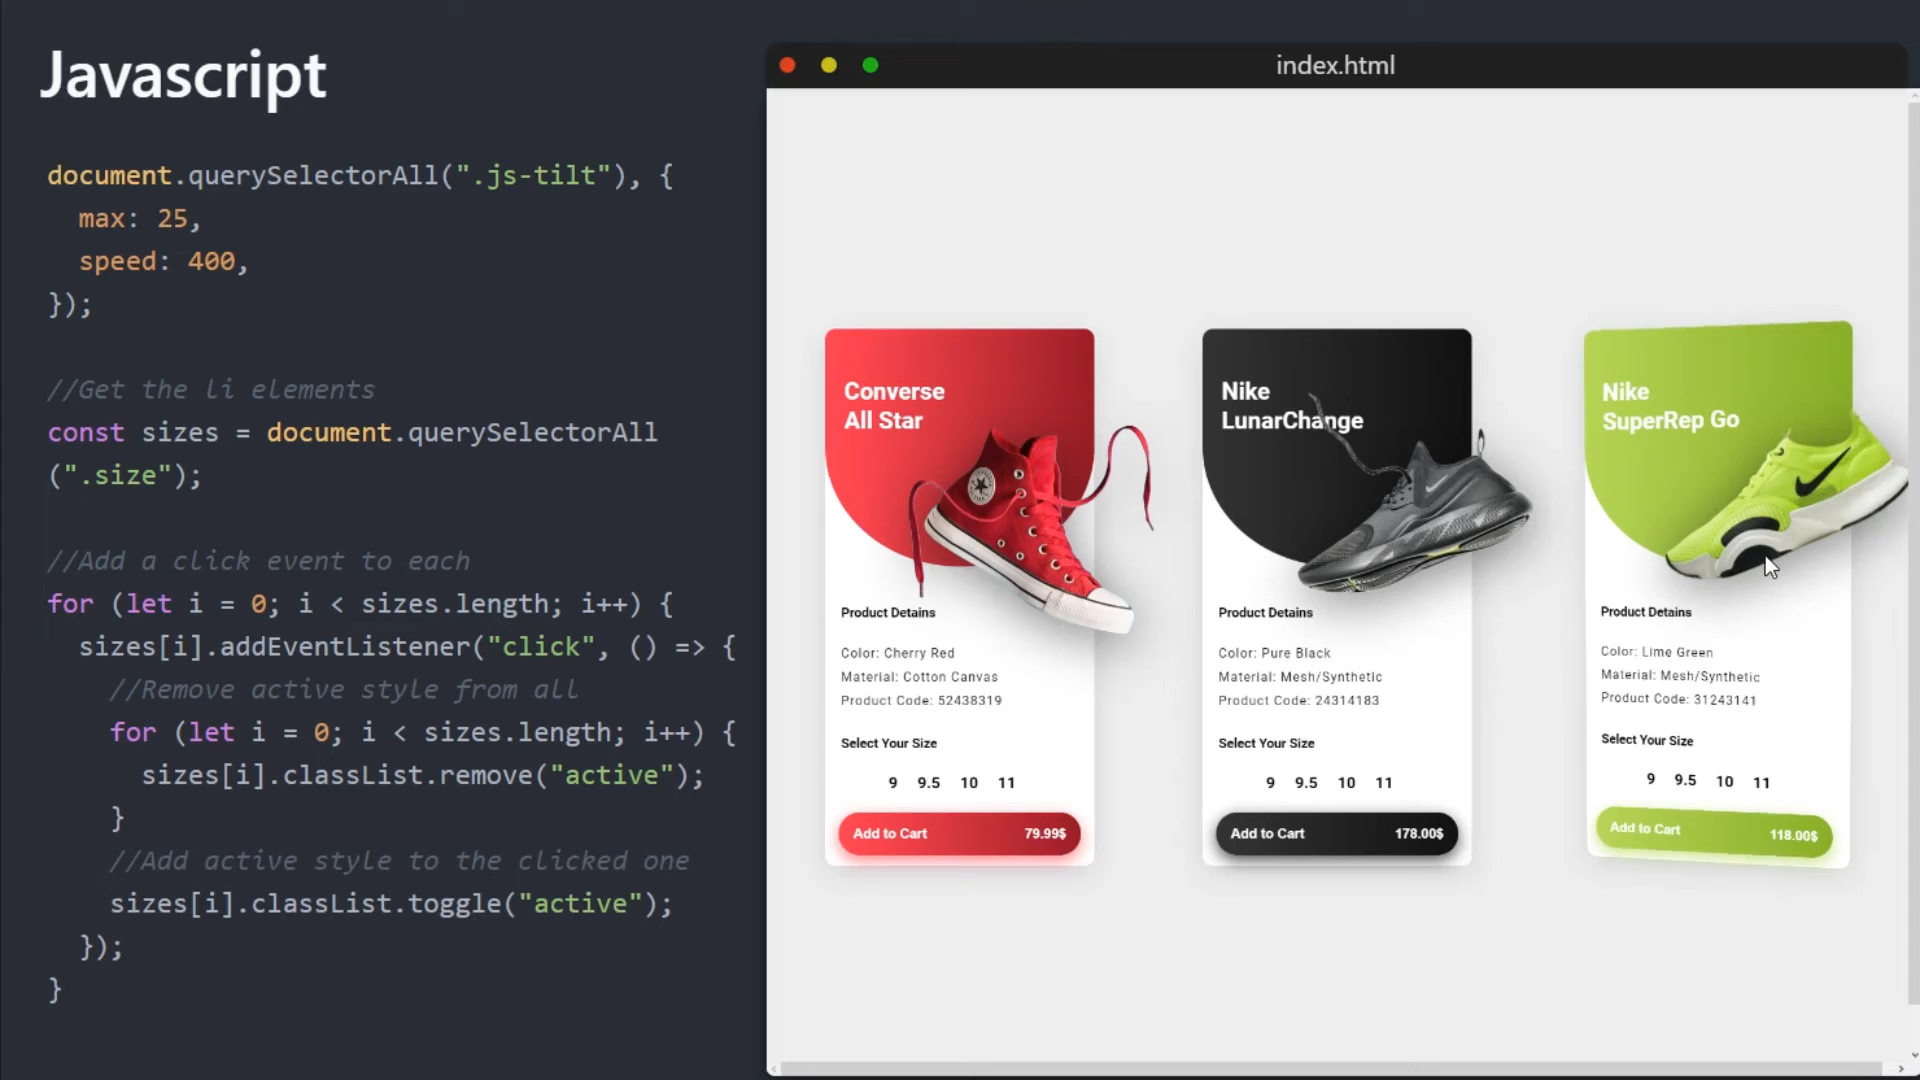 Javascript
document.querySelectorAll(".js-tilt"), {
max: 25,
speed: 400,
});
//Get the li elements
const sizes = document.querySelectorAll
(".size");
//Add a click event to each
for (let i = 0; i < sizes.length; i++) {
sizes[i].addEventListener("click", () => {
//Remove active style from all
for (let i = 0; i < sizes.length; i++) {
sizes[i].classList.remove("active");
}
//Add active style to the clicked one
sizes[i].classList.toggle("active");
});
}
index.html
Converse
All Star
Product Detains
Color: Cherry Red
Material: Cotton Canvas
Product Code: 52438319
Select Your Size
9 9.5 10 11
Add to Cart 79.99$
Nike
LunarChange
Product Detains
Color: Pure Black
Material: Mesh/Synthetic
Product Code: 24314183
Select Your Size
9 9.5 10 11
Add to Cart 178.00$
Nike
SuperRep Go
Product Detains
Color: Lime Green
Material: Mesh/Synthetic
Product Code: 31243141
Select Your Size
9 9.5 10 11
Add to Cart 118.00$